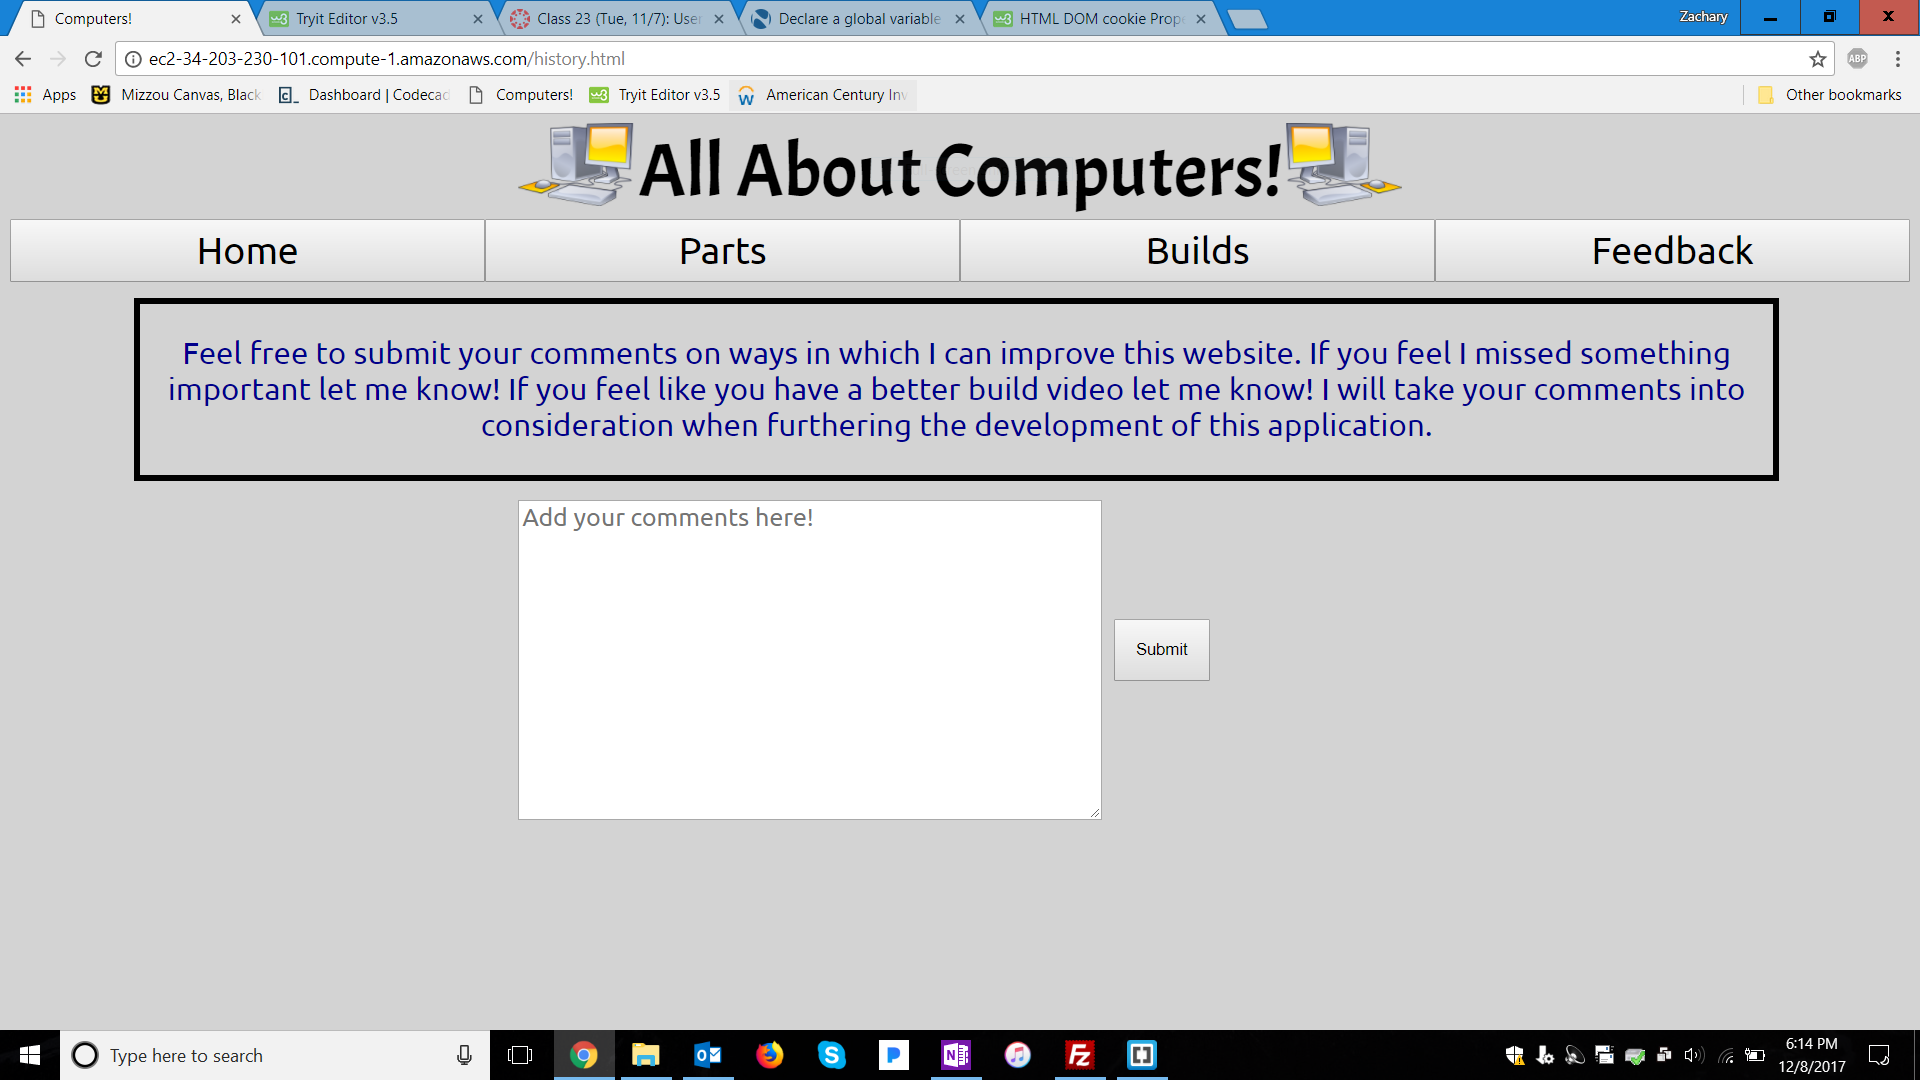 Computers!
Tryit Editor v3.5
Class 23 (Tue, 11/7): User
Declare a global variable
HTML DOM cookie Prope
Zachary
ec2-34-203-230-101.compute-1.amazonaws.com/history.html
ABP
Apps
Mizzou Canvas, Black
Dashboard | Codecad
Computers!
Tryit Editor v3.5
American Century Inv
Other bookmarks
All About Computers!
Home
Parts
Builds
Feedback
Feel free to submit your comments on ways in which I can improve this website. If you feel I missed something
important let me know! If you feel like you have a better build video let me know! I will take your comments into
consideration when furthering the development of this application.
Add your comments here!
Submit
Type here to search
6:14 PM
12/8/2017